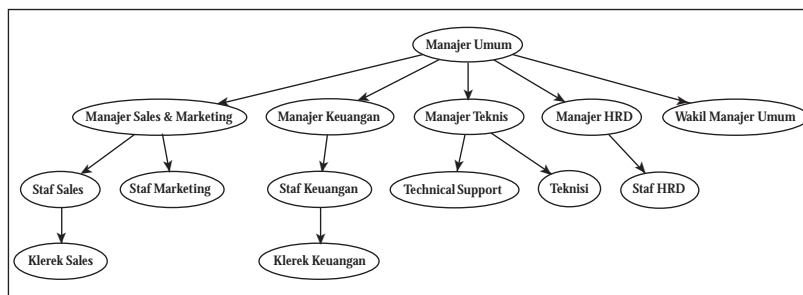 Manajer Umum
Manajer Sales & Marketing
Manajer Keuangan
Manajer Teknis
Manajer HRD
Wakil Manajer Umum
Staf Sales
Staf Marketing
Staf Keuangan
Technical Support
Teknisi
Staf HRD
Klerek Sales
Klerek Keuangan